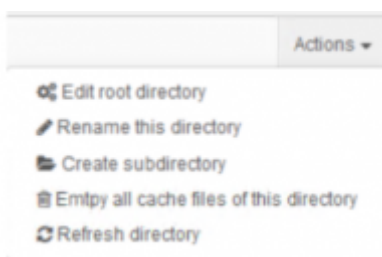 Actions
Edit root directory
Rename this directory
Create subdirectory
Emtpy all cache files of this directory
Refresh directory